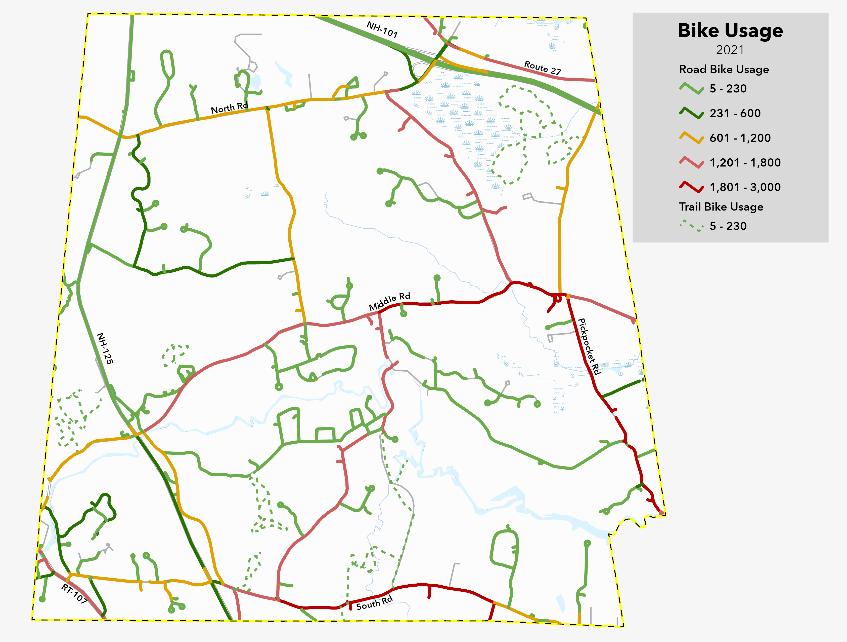 Bike Usage
2021
Road Bike Usage
5 - 230
231 - 600
601 - 1,200
1,201 - 1,800
1,801 - 3,000
Trail Bike Usage
5 - 230
NH-101
Route 27
North Rd
Middle Rd
Pickpocket Rd
NH-125
RT-107
South Rd